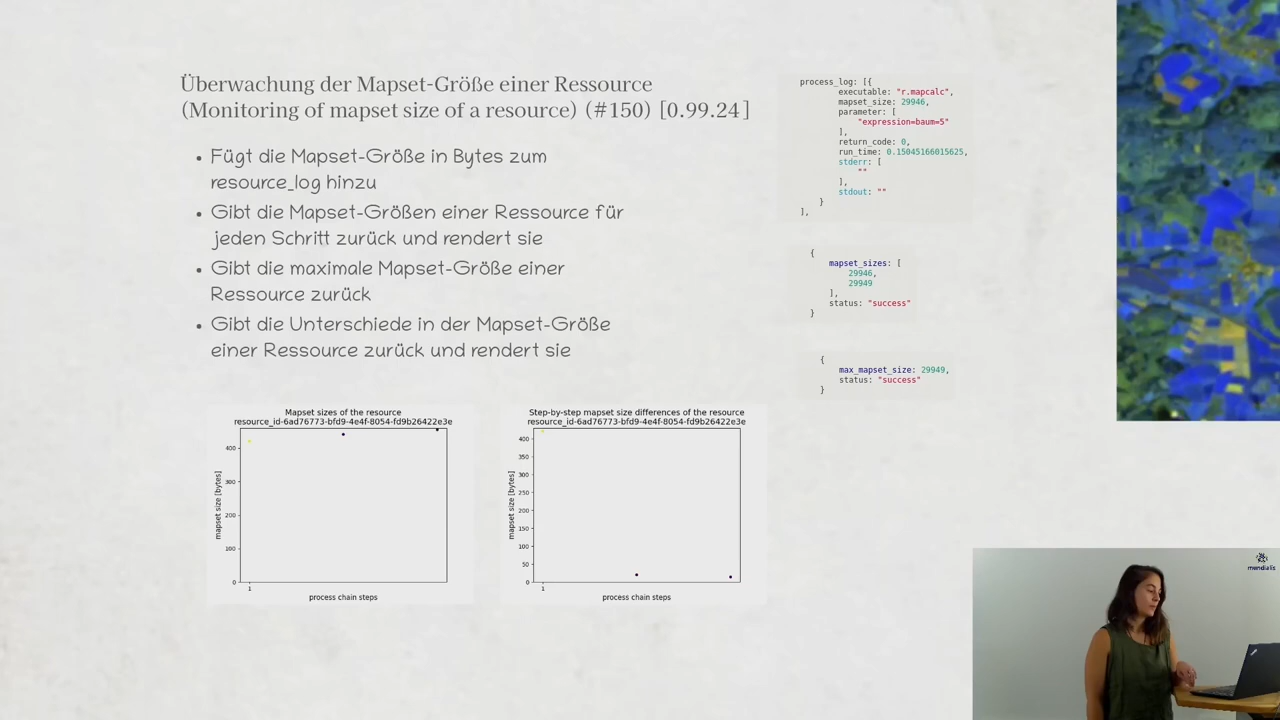 Überwachung der Mapset-Größe einer Ressource
(Monitoring of mapset size of a resource) (#150) [0.99.24]
• Fügt die Mapset-Größe in Bytes zum
resource_log hinzu
• Gibt die Mapset-Größen einer Ressource für
jeden Schritt zurück und rendert sie
• Gibt die maximale Mapset-Größe einer
Ressource zurück
• Gibt die Unterschiede in der Mapset-Größe
einer Ressource zurück und rendert sie
process_log: [{
executable: "r.mapcalc",
mapset_size: 29946,
parameter: [
"expression=baum=5"
],
return_code: 0,
run_time: 0.15045166015625,
stderr: [
""
],
stdout: ""
}
],
{
mapset_sizes: [
29946,
29949
],
status: "success"
}
{
max_mapset_size: 29949,
status: "success"
}
Mapset sizes of the resource
resource_id-6ad76773-bfd9-4e4f-8054-fd9b26422e3e
mapset size [bytes]
400
300
200
100
0
1
process chain steps
Step-by-step mapset size differences of the resource
resource_id-6ad76773-bfd9-4e4f-8054-fd9b26422e3e
mapset size [bytes]
400
350
300
250
200
150
100
50
0
1
process chain steps
mundialis